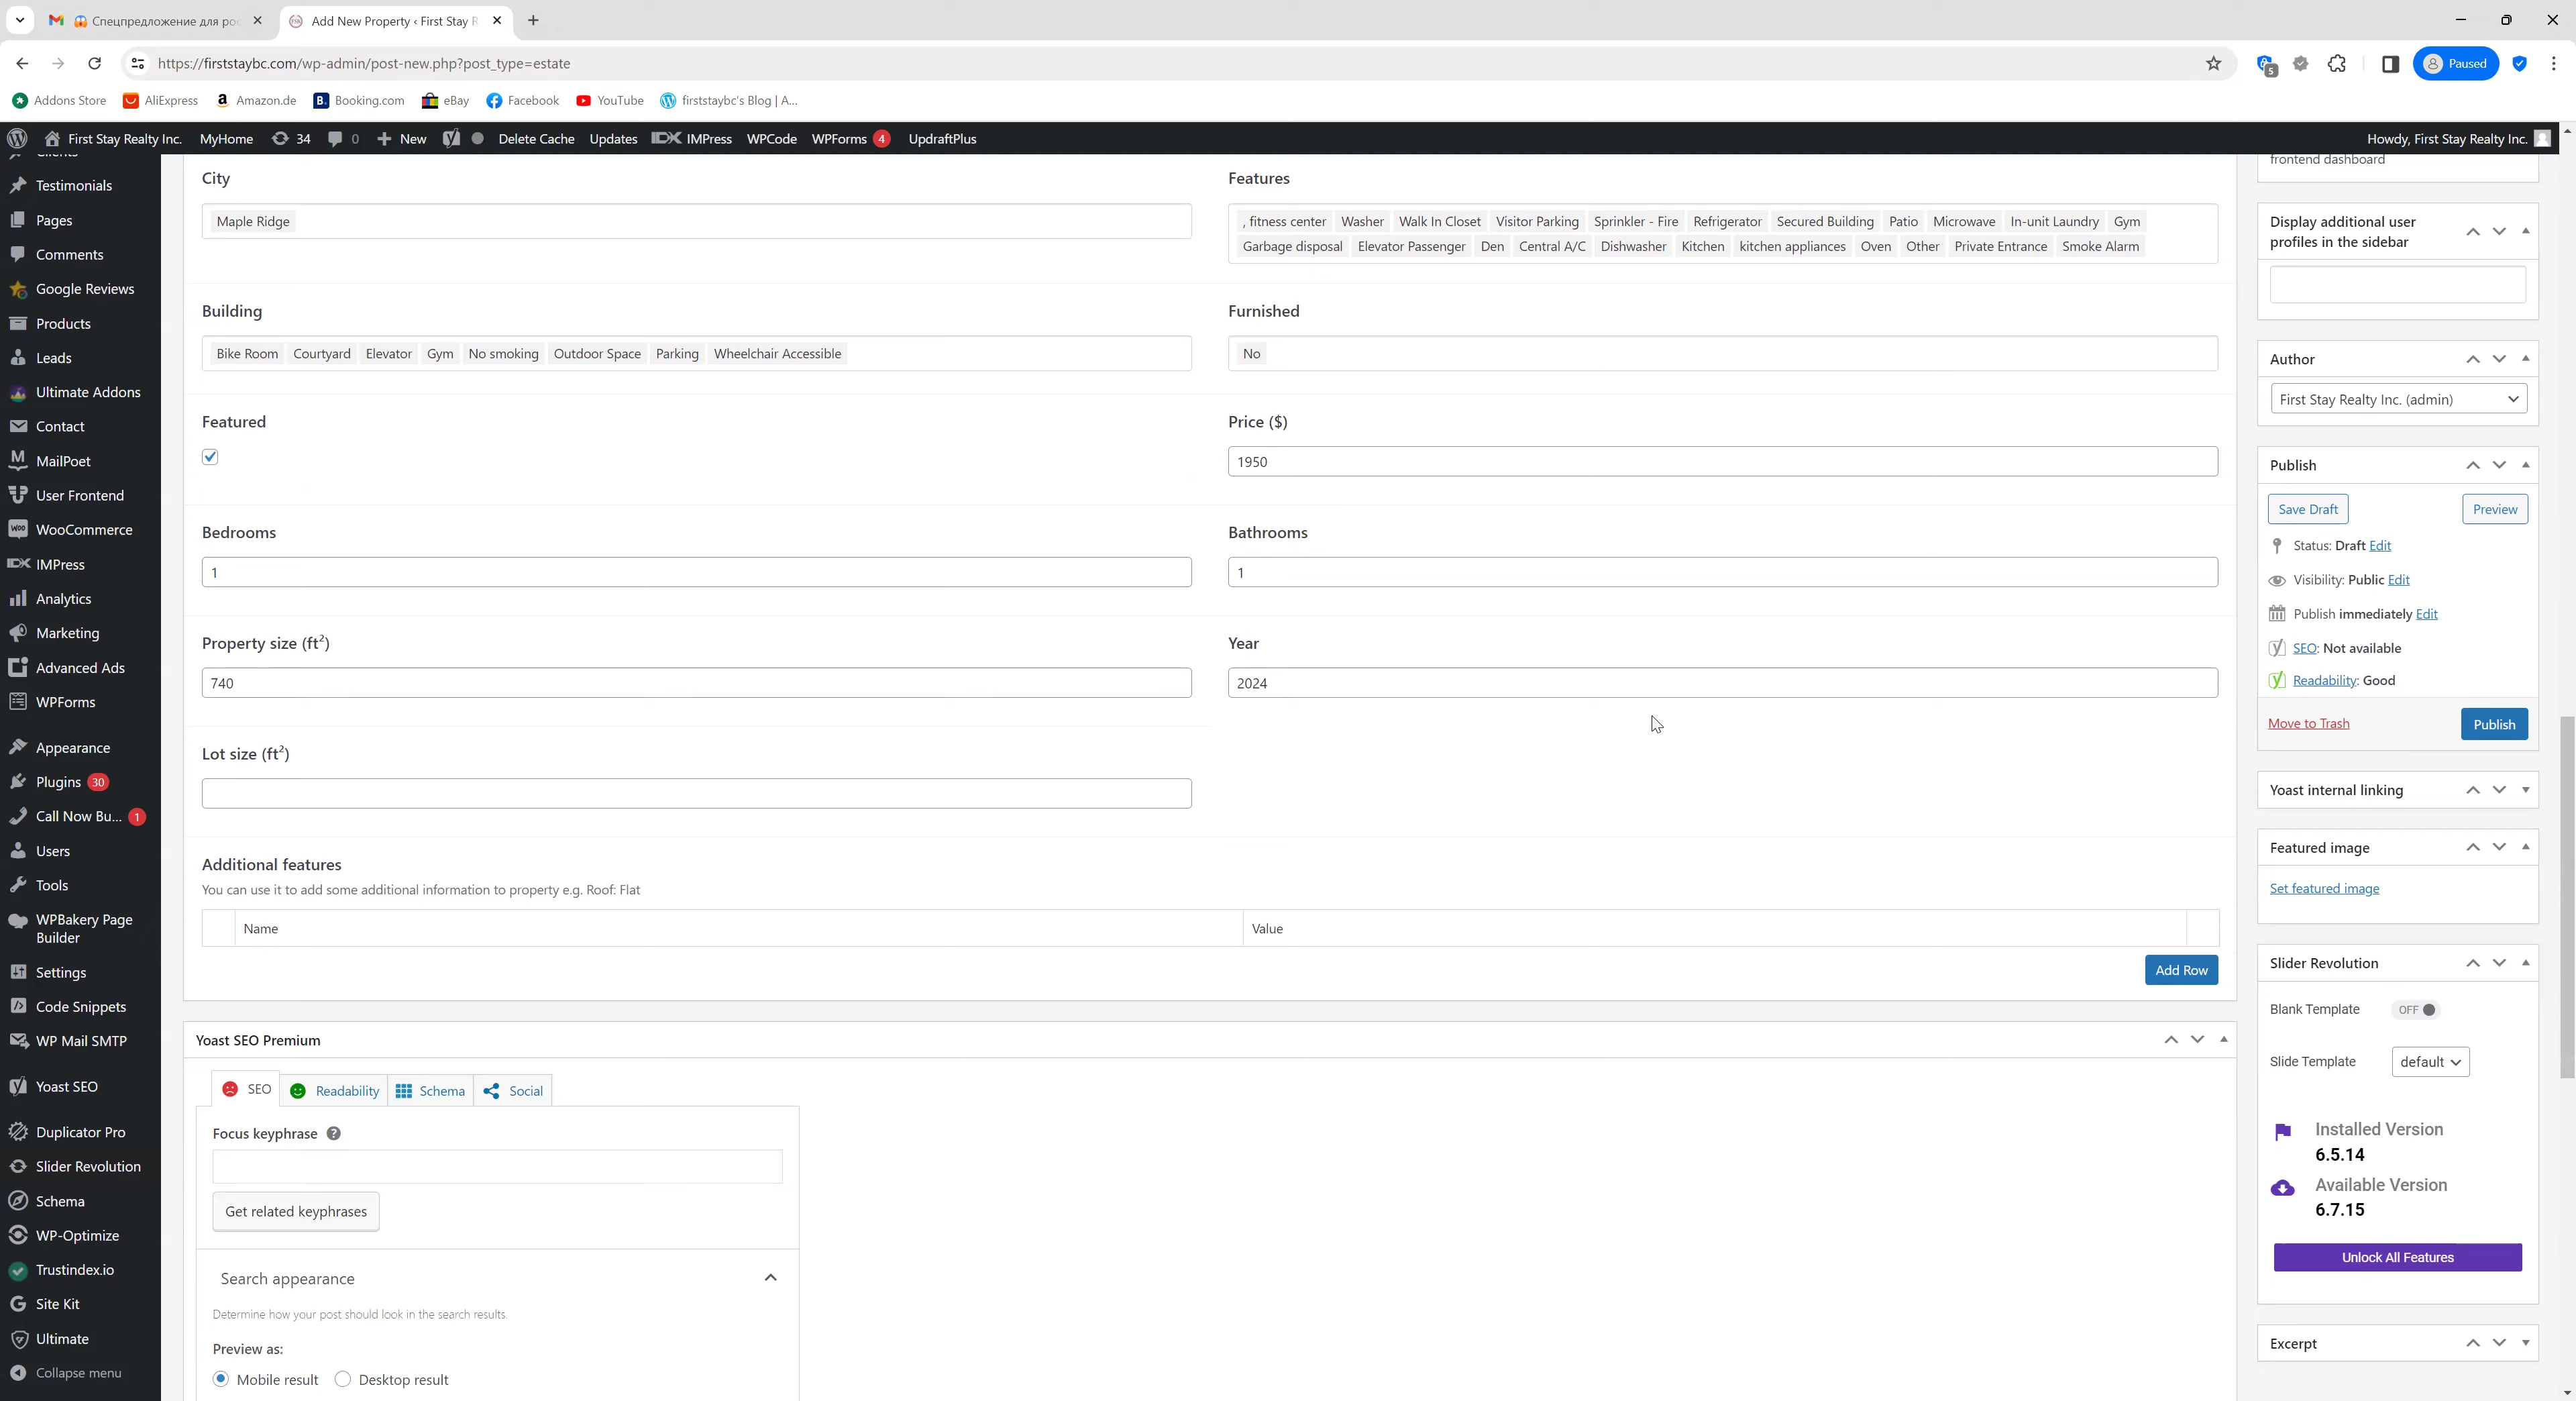 Спецпредложение для рос
Add New Property ‹ First Stay R
https://firststaybc.com/wp-admin/post-new.php?post_type=estate
5
Paused
Addons Store AliExpress Amazon.de Booking.com eBay Facebook YouTube firststaybc's Blog | A...
First Stay Realty Inc. MyHome 34 0 New Delete Cache Updates IDX IMPress WPCode WPForms 4 UpdraftPlus Howdy, First Stay Realty Inc.
Clients
Testimonials
Pages
Comments
Google Reviews
Products
Leads
Ultimate Addons
Contact
MailPoet
User Frontend
WooCommerce
IDX IMPress
Analytics
Marketing
Advanced Ads
WPForms
Appearance
Plugins 30
Call Now Bu... 1
Users
Tools
WPBakery Page
Builder
Settings
Code Snippets
WP Mail SMTP
Yoast SEO
Duplicator Pro
Slider Revolution
Schema
WP-Optimize
Trustindex.io
Site Kit
Ultimate
Collapse menu
City
Maple Ridge
Features
, fitness center Washer Walk In Closet Visitor Parking Sprinkler - Fire Refrigerator Secured Building Patio Microwave In-unit Laundry Gym
Garbage disposal Elevator Passenger Den Central A/C Dishwasher Kitchen kitchen appliances Oven Other Private Entrance Smoke Alarm
Building
Bike Room Courtyard Elevator Gym No smoking Outdoor Space Parking Wheelchair Accessible
Furnished
No
Featured
Price ($)
1950
Bedrooms
1
Bathrooms
1
Property size (ft²)
740
Year
2024
Lot size (ft²)
Additional features
You can use it to add some additional information to property e.g. Roof: Flat
Name Value
Add Row
Yoast SEO Premium
SEO Readability Schema Social
Focus keyphrase ?
Get related keyphrases
Search appearance
Determine how your post should look in the search results.
Preview as:
Mobile result Desktop result
frontend dashboard
Display additional user
profiles in the sidebar
Author
First Stay Realty Inc. (admin)
Publish
Save Draft Preview
Status: Draft Edit
Visibility: Public Edit
Publish immediately Edit
SEO: Not available
Readability: Good
Move to Trash Publish
Yoast internal linking
Featured image
Set featured image
Slider Revolution
Blank Template OFF
Slide Template default
Installed Version
6.5.14
Available Version
6.7.15
Unlock All Features
Excerpt